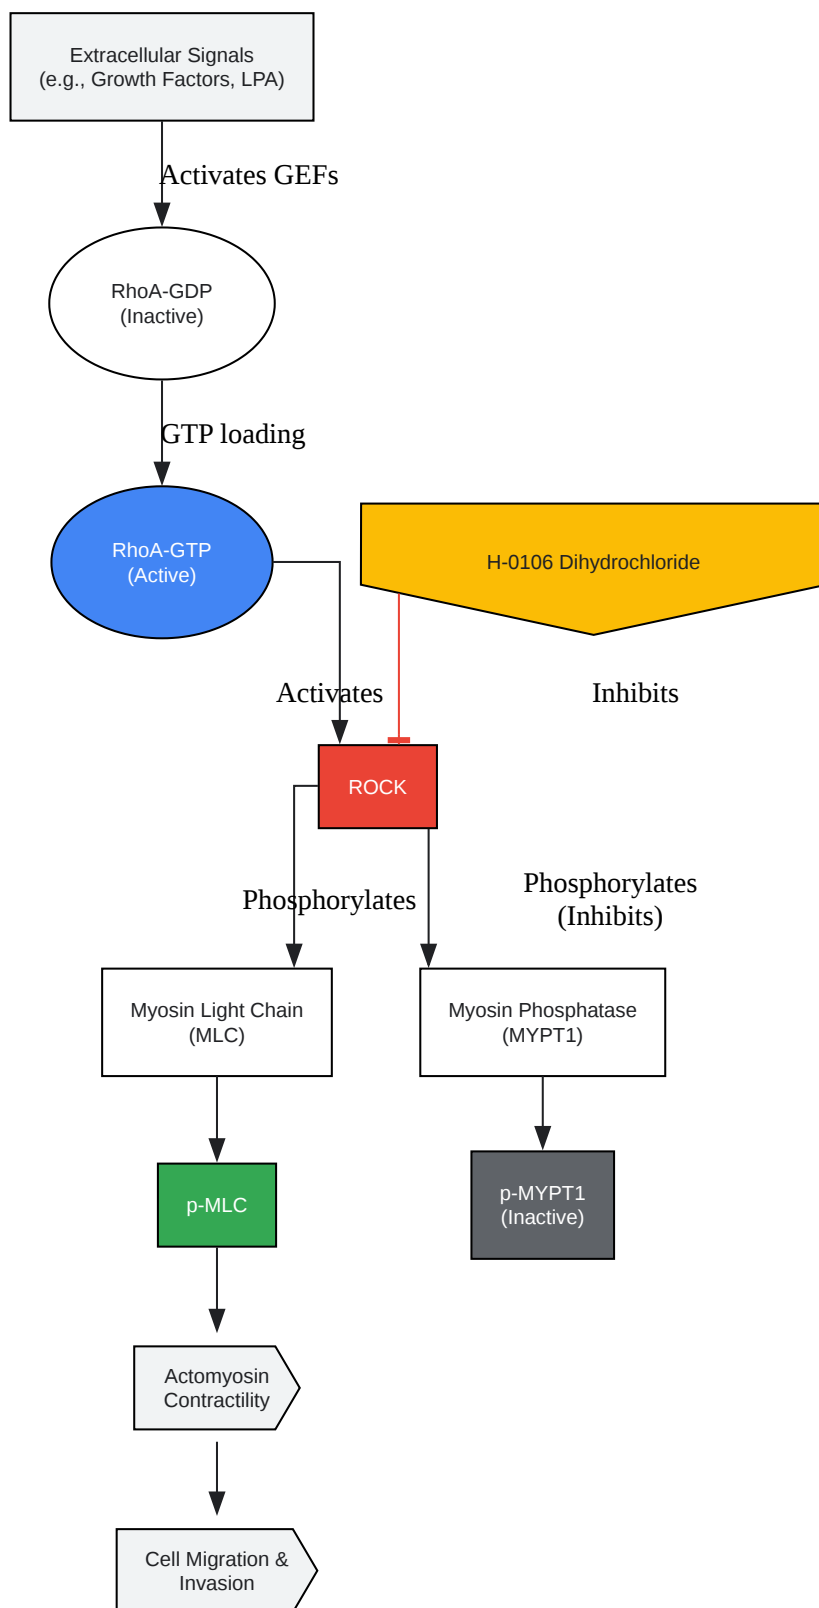 Extracellular Signals
(e.g., Growth Factors, LPA)
Activates GEFs
RhoA-GDP
(Inactive)
GTP loading
RhoA-GTP
(Active)
H-0106 Dihydrochloride
Activates
Inhibits
ROCK
Phosphorylates
Phosphorylates
(Inhibits)
Myosin Light Chain
(MLC)
Myosin Phosphatase
(MYPT1)
p-MLC
p-MYPT1
(Inactive)
Actomyosin
Contractility
Cell Migration &
Invasion